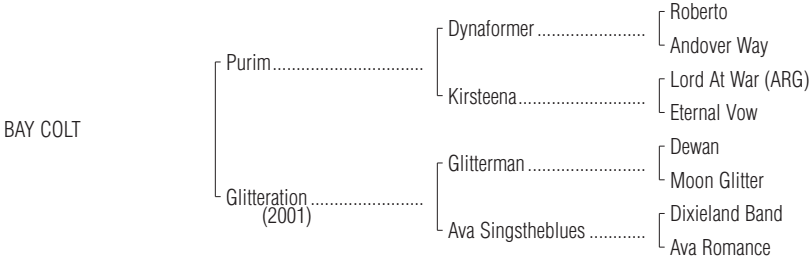 Roberto
Dynaformer ......................
Andover Way
Purim..............................
Lord At War (ARG)
Kirsteena.........................
Eternal Vow
BAY COLT
Dewan
Glitterman .......................
Moon Glitter
Glitteration ......................
(2001)
Dixieland Band
Ava Singstheblues ...........
Ava Romance